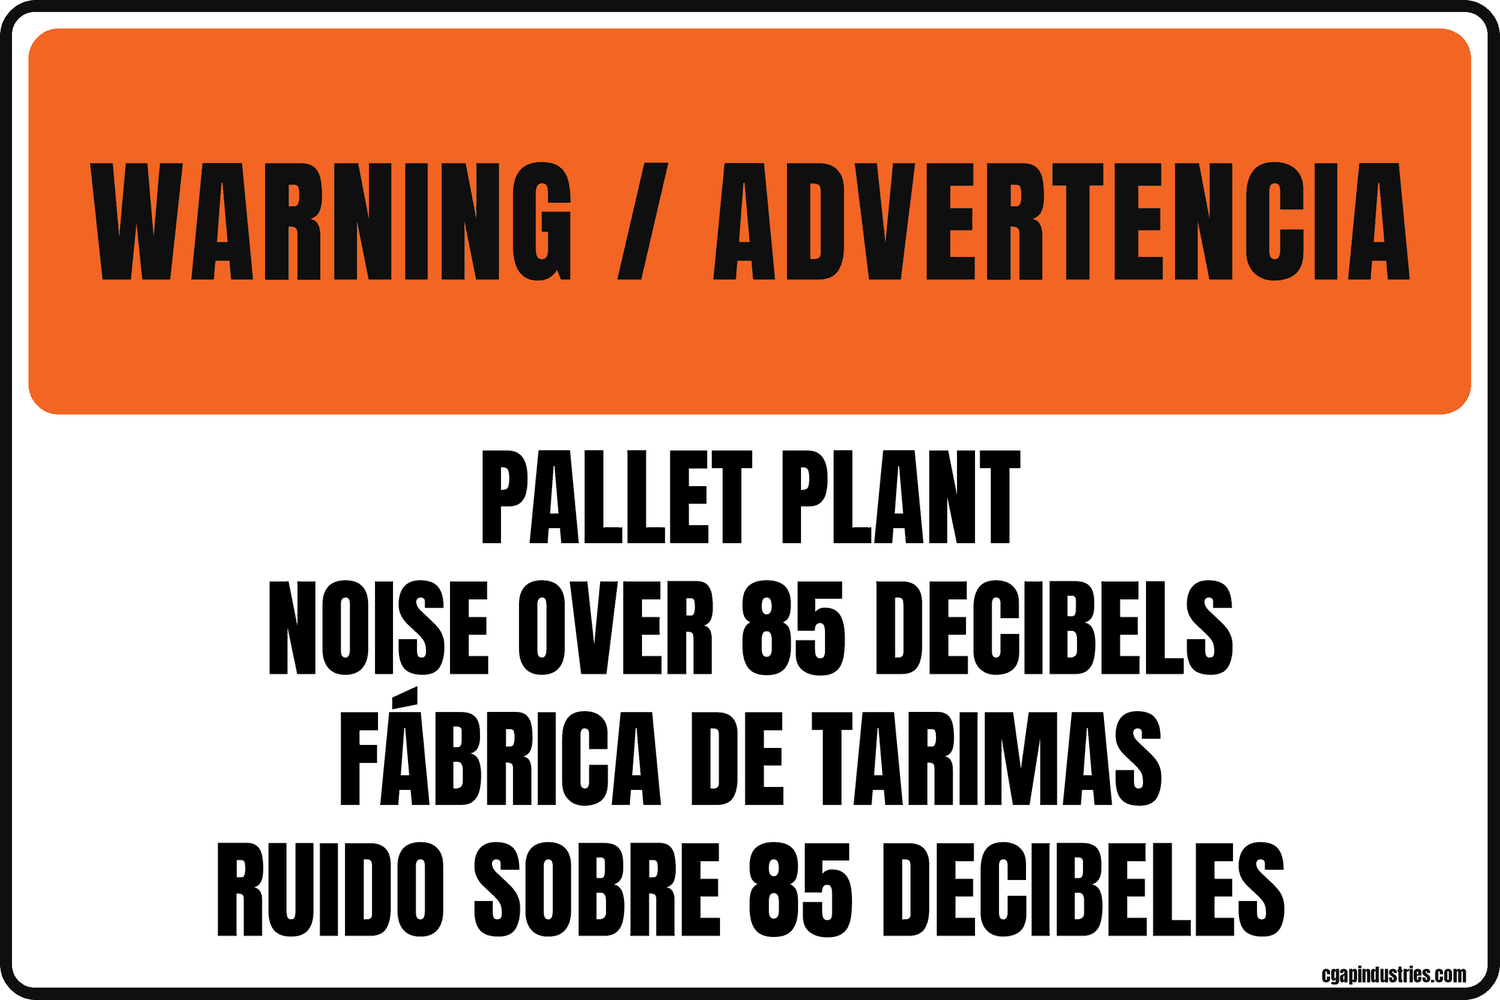 WARNING / ADVERTENCIA
PALLET PLANT
NOISE OVER 85 DECIBELS
FÁBRICA DE TARIMAS
RUIDO SOBRE 85 DECIBELES
cgapindustries.com